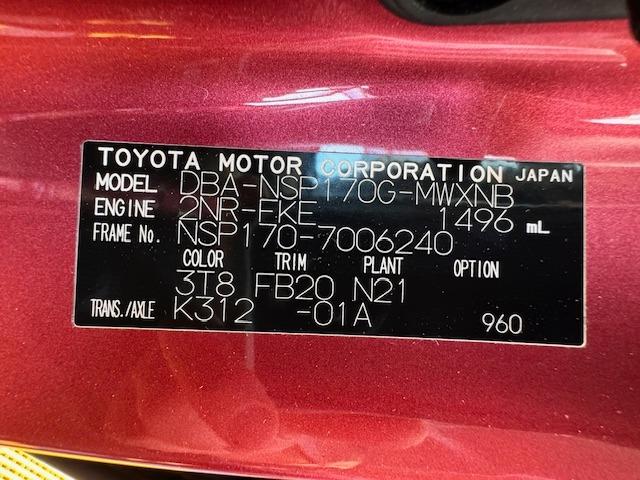 TOYOTA MOTOR CORPORATION JAPAN
MODEL DBA-NSP170G-MWXNB
ENGINE 2NR-FKE 1496 mL
FRAME No. NSP170-7006240
COLOR TRIM PLANT OPTION
3T8 FB20 N21
TRANS./AXLE K312 -01A 960